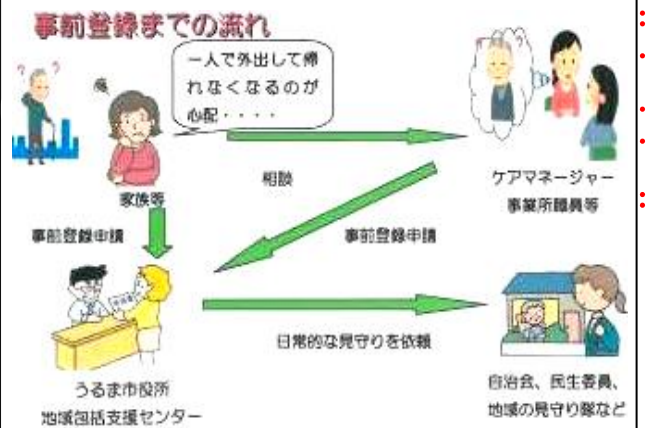 事前登録までの流れ
一人で外出して帰
れなくなるのが
心配・・・・
相談
家族等
ケアマネージャー
事業所職員等
事前登録申請
事前登録申請
日常的な見守りを依頼
うるま市役所
地域包括支援センター
自治会、民生委員、
地域の見守り隊など